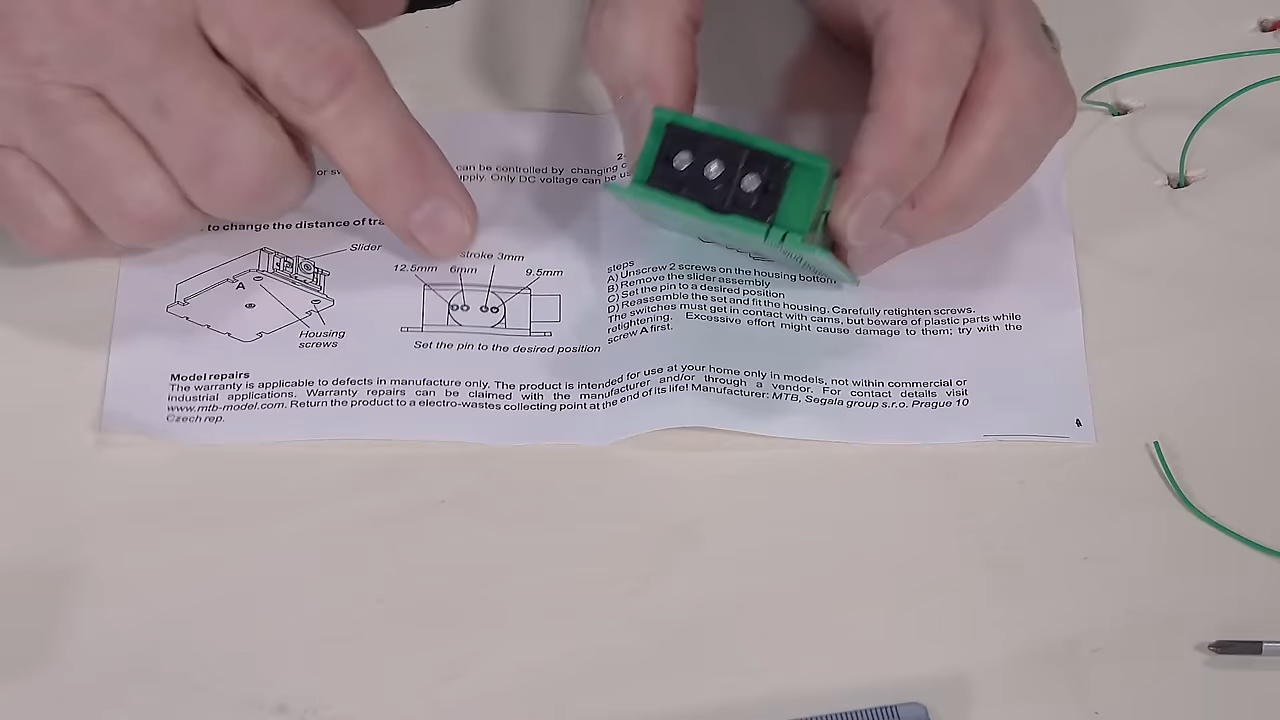 can be controlled by changing
Only DC voltage can be
to change the distance of
Slider
A
Housing
screws
stroke 3mm
12.5mm 6mm 9.5mm
Set the pin to the desired position
steps
A) Unscrew 2 screws on the housing bottom
B) Remove the slider assembly
C) Set the pin to a desired position
D) Reassemble the set and fit the housing. Carefully retighten screws.
The switches must get in contact with cams, but beware of plastic parts while
retightening. Excessive effort might cause damage to them; try with the
screw A first.
Model repairs
The warranty is applicable to defects in manufacture only. The product is intended for use at your home only in models, not within commercial or
industrial applications. Warranty repairs can be claimed with the manufacturer and/or through a vendor. For contact details visit
www.mtb-model.com. Return the product to a electro-wastes collecting point at the end of its life! Manufacturer: MTB, Segala group s.r.o. Prague 10
Czech rep.